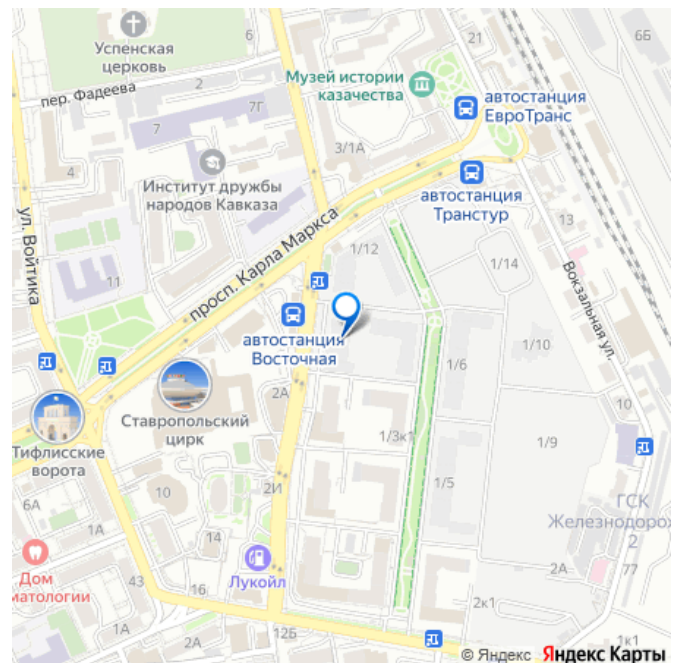 Успенская
церковь
6
21
6Б
пер. Фадеева
2
7Г
7
Музей истории
казачества
автостанция
ЕвроТранс
4
3/1А
Институт дружбы
народов Кавказа
автостанция
Транстур
ул. Войтика
просп. Карла Маркса
13
1/12
1/14
Вокзальная ул.
11
автостанция
Восточная
1/10
1/6
2А
Ставропольский
цирк
10
Тифлисские
ворота
1/3к1
1/9
6А
10
2И
1/5
ГСК
Железнодорож
2
1А
14
Дом
матологии
Лукойл
2А
77
43
16
2к1
1А
2
12Б
1к1
© Яндекс Яндекс Карты